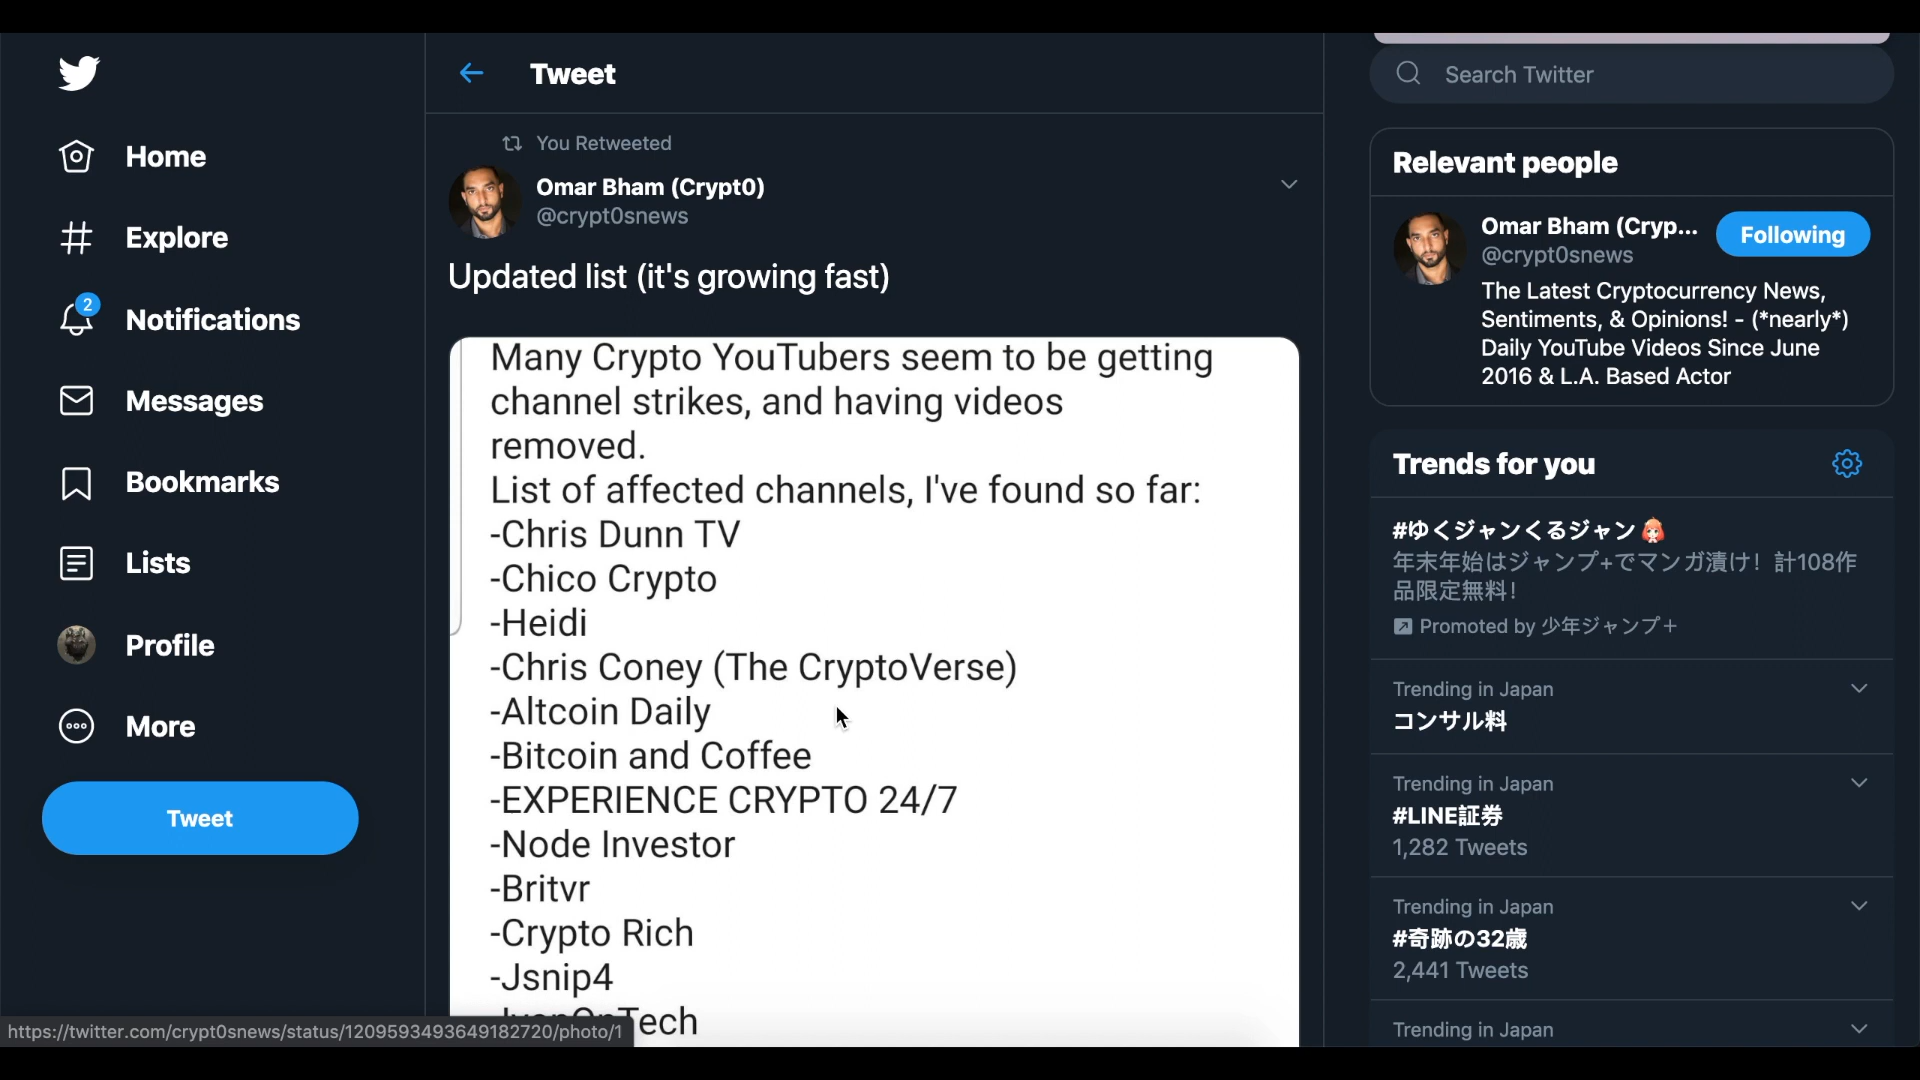 Home
Explore
2
Notifications
Messages
Bookmarks
Lists
Profile
More
Tweet
Tweet
You Retweeted
Omar Bham (Crypt0)
@crypt0snews
Updated list (it's growing fast)
Many Crypto YouTubers seem to be getting
channel strikes, and having videos
removed.
List of affected channels, I've found so far:
-Chris Dunn TV
-Chico Crypto
-Heidi
-Chris Coney (The CryptoVerse)
-Altcoin Daily
-Bitcoin and Coffee
-EXPERIENCE CRYPTO 24/7
-Node Investor
-Britvr
-Crypto Rich
-Jsnip4
https://twitter.com/crypt0snews/status/1209593493649182720/photo/1
Search Twitter
Relevant people
Omar Bham (Cryp...
@crypt0snews
Following
The Latest Cryptocurrency News,
Sentiments, & Opinions! - (*nearly*)
Daily YouTube Videos Since June
2016 & L.A. Based Actor
Trends for you
#ゆくジャンくるジャン
年末年始はジャンプ+でマンガ漬け！計108作
品限定無料！
Promoted by 少年ジャンプ＋
Trending in Japan
コンサル料
Trending in Japan
#LINE証券
1,282 Tweets
Trending in Japan
#奇跡の32歳
2,441 Tweets
Trending in Japan